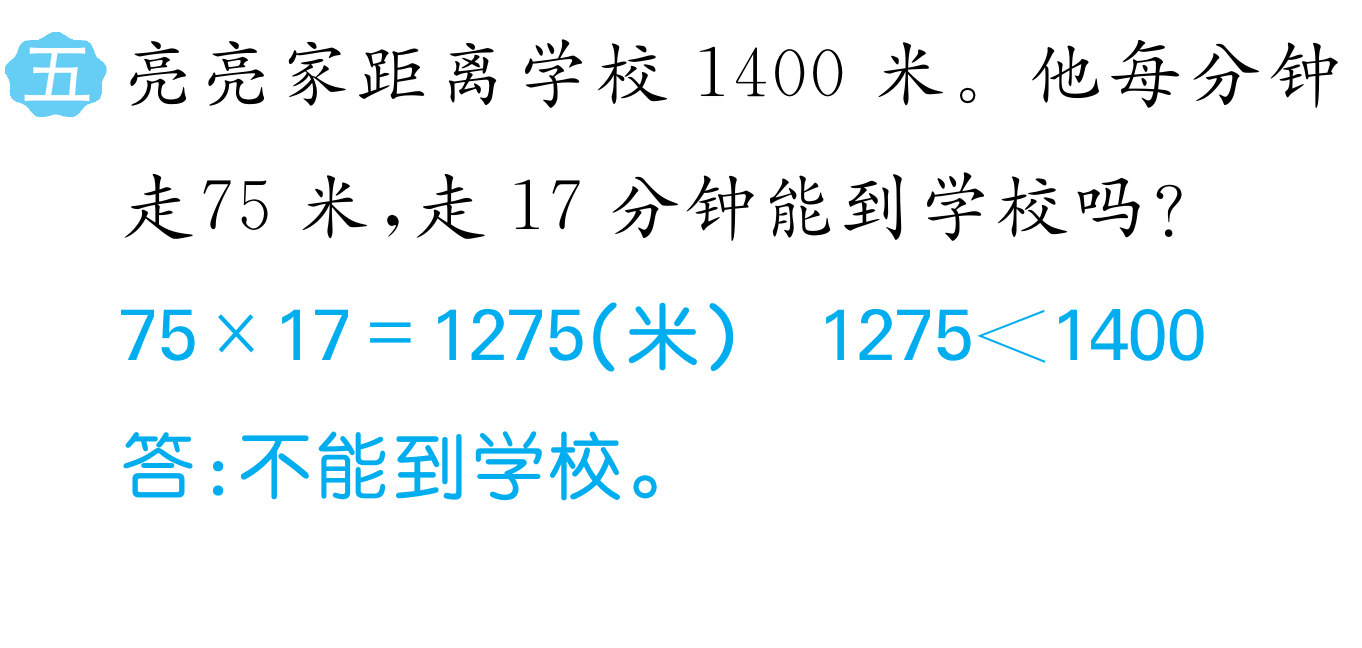 五 亮亮家距离学校 1400 米。他每分钟
走75 米,走 17 分钟能到学校吗?
75×17=1275(米)  1275<1400
答:不能到学校。